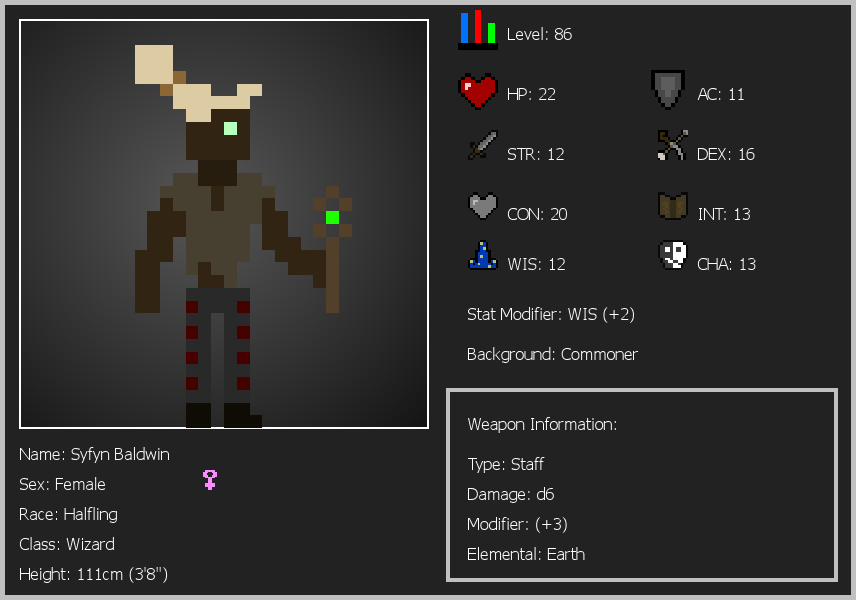 Level: 86
HP: 22
AC: 11
STR: 12
DEX: 16
CON: 20
INT: 13
WIS: 12
CHA: 13
Stat Modifier: WIS (+2)
Background: Commoner
Weapon Information:
Type: Staff
Damage: d6
Modifier: (+3)
Elemental: Earth
Name: Syfyn Baldwin
Sex: Female
Race: Halfling
Class: Wizard
Height: 111cm (3'8")